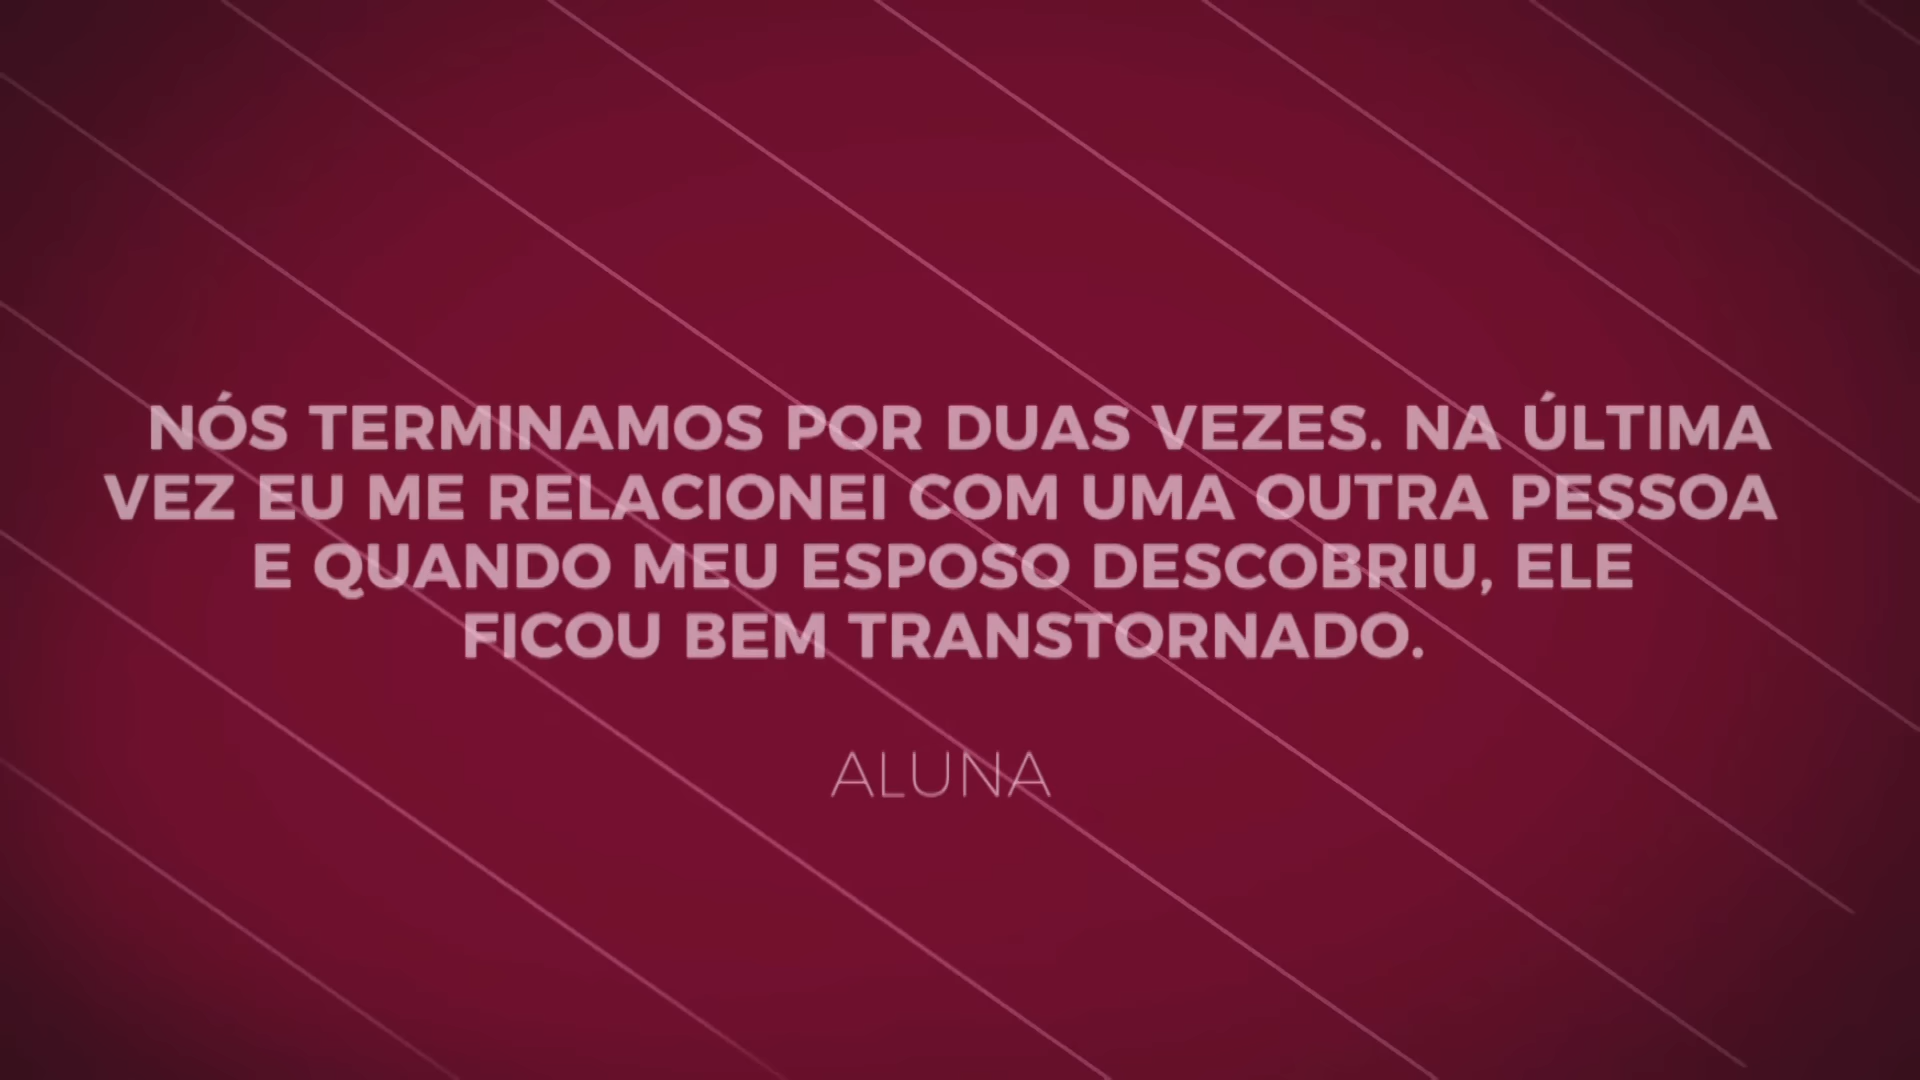 NÓS TERMINAMOS POR DUAS VEZES. NA ÚLTIMA
VEZ EU ME RELACIONEI COM UMA OUTRA PESSOA
E QUANDO MEU ESPOSO DESCOBRIU, ELE
FICOU BEM TRANSTORNADO.
ALUNA